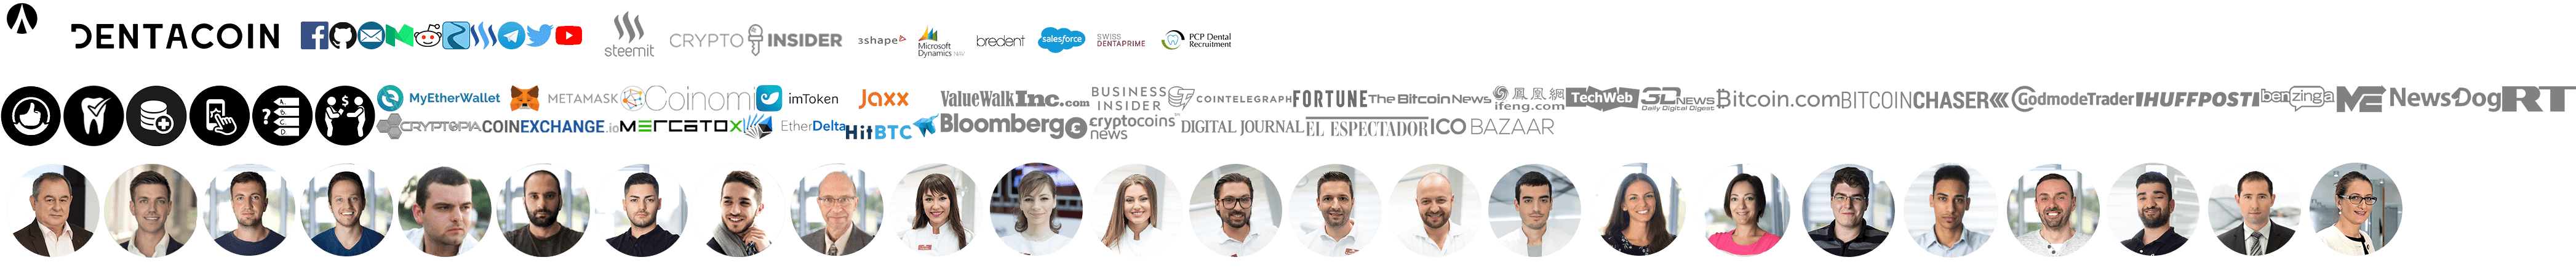 DENTACOIN steemit CRYPTO INSIDER 3shape Microsoft Dynamics NAV bredent salesforce SWISS DENTAPRIME PCP Dental Recruitment
MyEtherWallet METAMASK Coinomi imToken Jaxx ValueWalk Inc.com BUSINESS INSIDER COINTELEGRAPH FORTUNE The Bitcoin News 鳳凰網 ifeng.com TechWeb 3DNEWS Daily Digital Digest Bitcoin.com BITCOINCHASER GodmodeTrader HUFFPOST benzinga ME NewsDog RT
? A. B. C. D. $ CRYPTOPIA COINEXCHANGE.io MERCATOX EtherDelta HitBTC Bloomberg cryptocoins news DIGITAL JOURNAL EL ESPECTADOR ICO BAZAAR